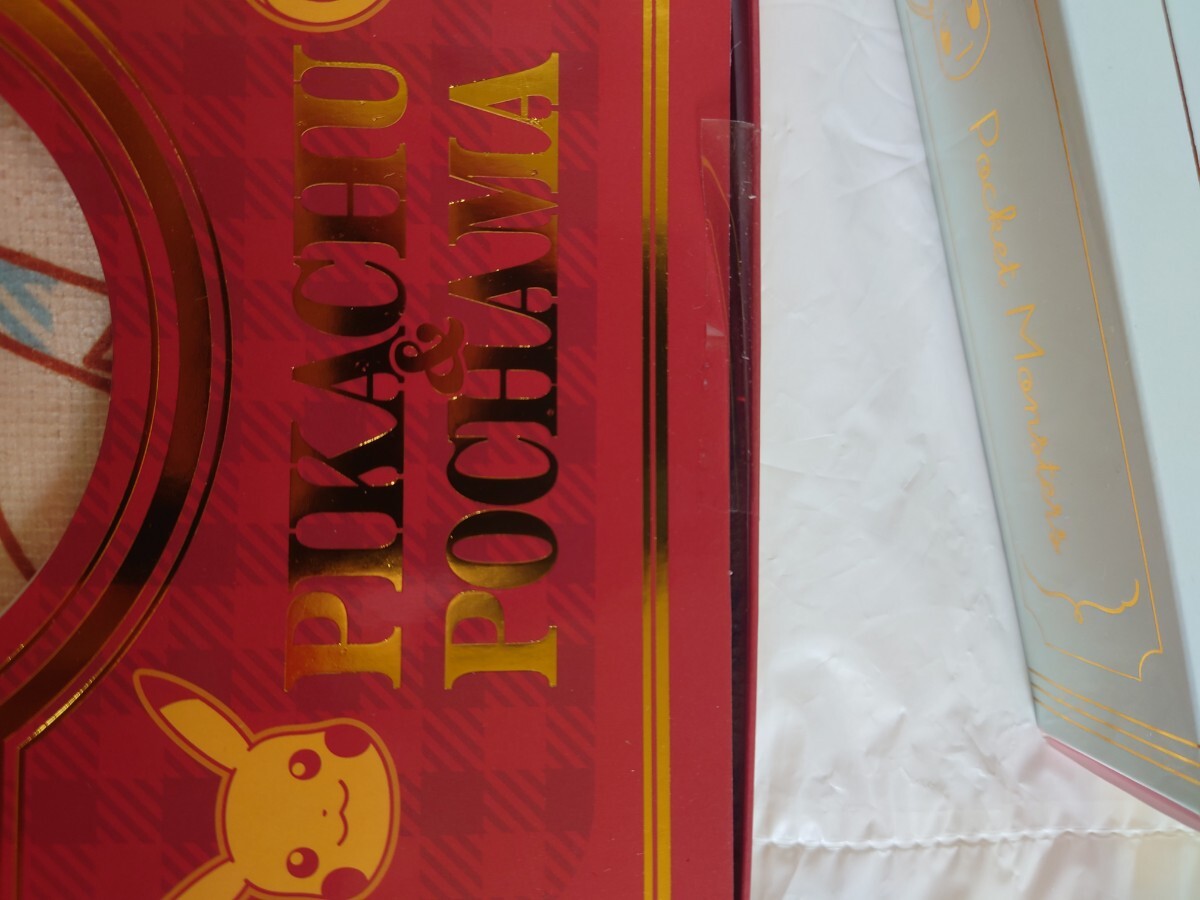 PIKACHU
&
POCHAMA
Pocket Monsters